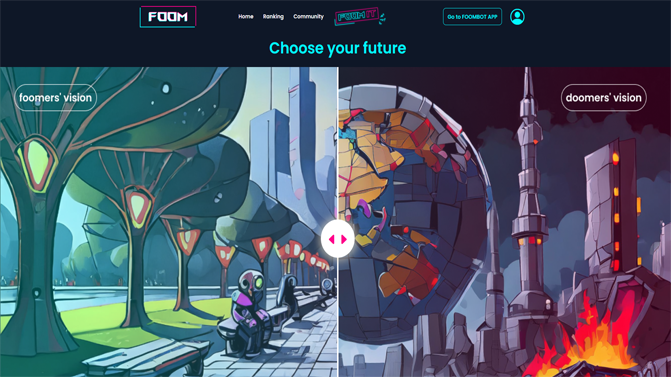 FOOM
Home
Ranking
Community
FOOM IT
Go to FOOMBOT APP
Choose your future
foomers' vision
doomers' vision